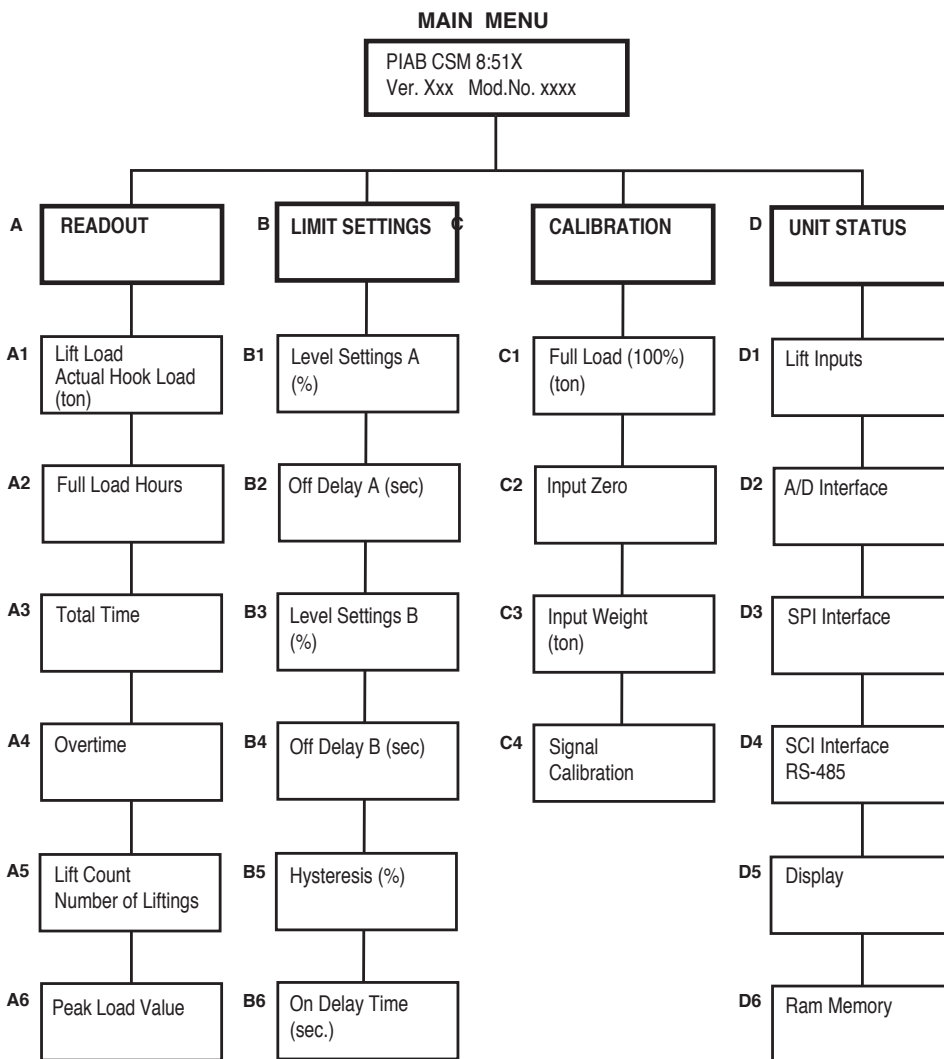 MAIN MENU
PIAB CSM 8:51X
Ver. Xxx Mod.No. xxxx
A
READOUT
B
LIMIT SETTINGS
C
CALIBRATION
D
UNIT STATUS
A1
Lift Load
Actual Hook Load
(ton)
B1
Level Settings A
(%)
C1
Full Load (100%)
(ton)
D1
Lift Inputs
A2
Full Load Hours
B2
Off Delay A (sec)
C2
Input Zero
D2
A/D Interface
A3
Total Time
B3
Level Settings B
(%)
C3
Input Weight
(ton)
D3
SPI Interface
A4
Overtime
B4
Off Delay B (sec)
C4
Signal
Calibration
D4
SCI Interface
RS-485
A5
Lift Count
Number of Liftings
B5
Hysteresis (%)
D5
Display
A6
Peak Load Value
B6
On Delay Time
(sec.)
D6
Ram Memory